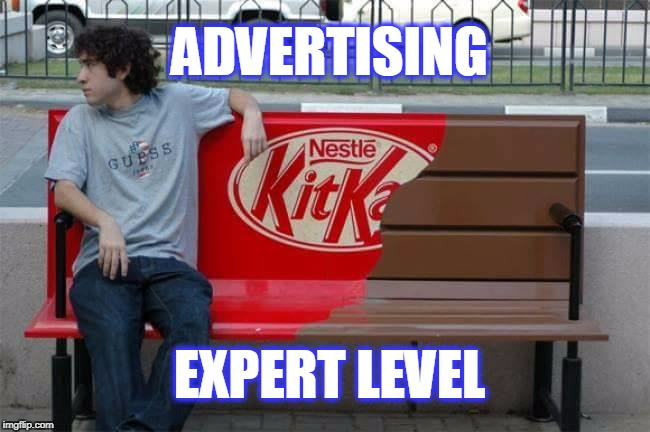 ADVERTISING
GUESS
Nestlé
KitKa
EXPERT LEVEL
imgflip.com